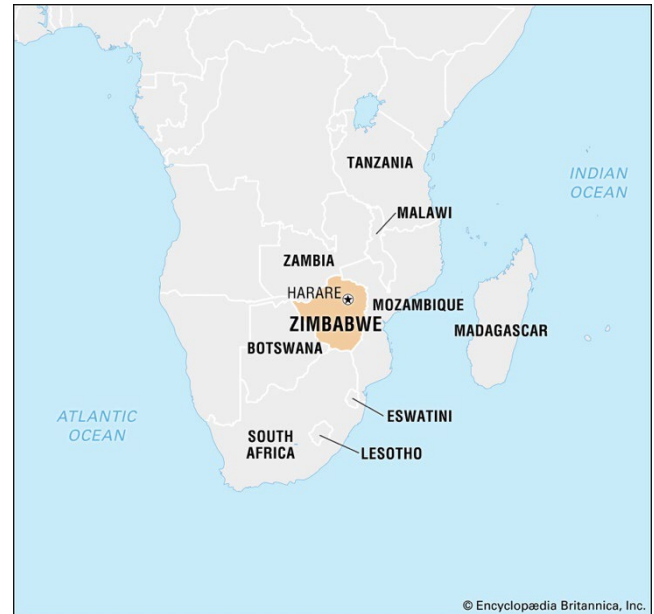 TANZANIA
INDIAN
OCEAN
MALAWI
ZAMBIA
HARARE
MOZAMBIQUE
ZIMBABWE
MADAGASCAR
BOTSWANA
ATLANTIC
OCEAN
ESWATINI
SOUTH
AFRICA
LESOTHO
© Encyclopædia Britannica, Inc.